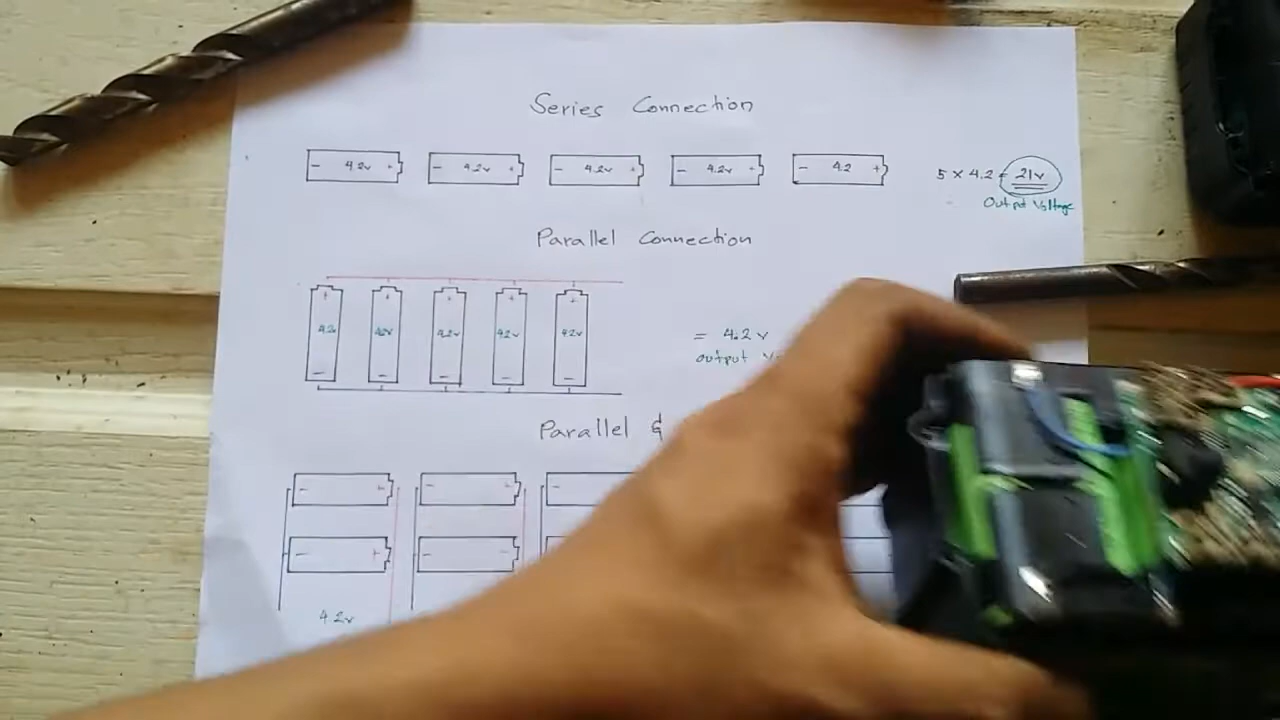 Series Connection
- 4.2v + - 4.2v + - 4.2v + - 4.2v + - 4.2 +
5 x 4.2 = 21v
Output Voltage
Parallel Connection
+ + + + +
4.2v 4.2v 4.2v 4.2v 4.2v
- - - - -
= 4.2v
output
Parallel &
- + - + -
- + - -
4.2v